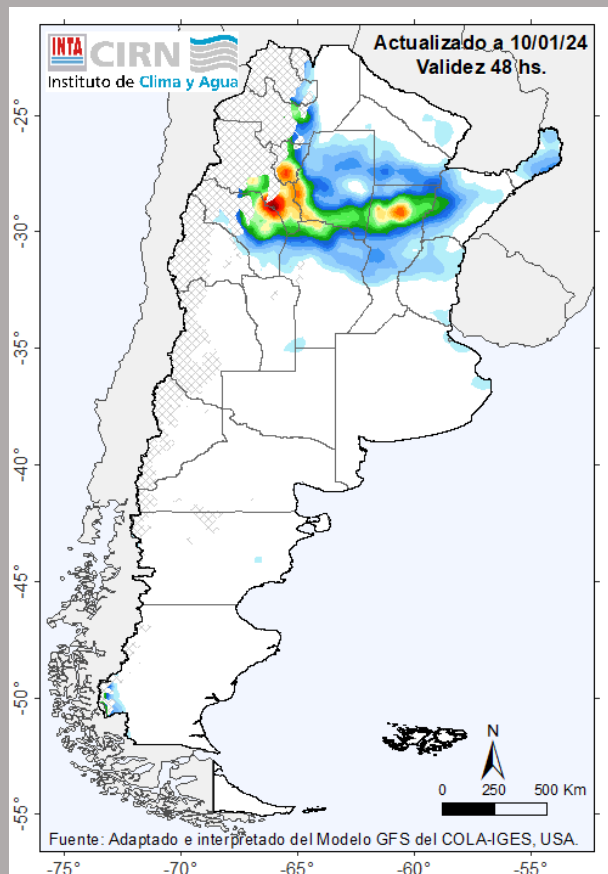 INTA CIRN
Instituto de Clima y Agua
Actualizado a 10/01/24
Validez 48 hs.
-25°
-30°
-35°
-40°
-45°
-50°
-55°
N
0 250 500 Km
Fuente: Adaptado e interpretado del Modelo GFS del COLA-IGES, USA.
-75° -70° -65° -60° -55°